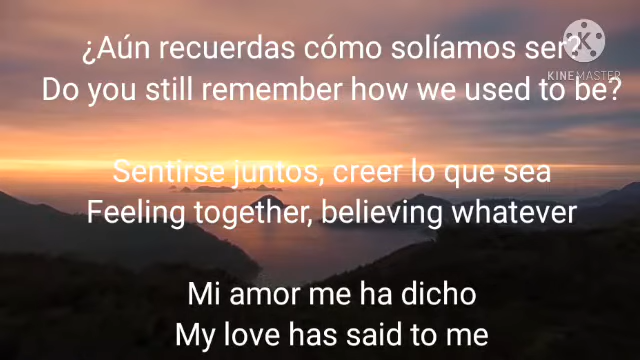 ¿Aún recuerdas cómo solíamos ser?
Do you still remember how we used to be?
Sentirse juntos, creer lo que sea
Feeling together, believing whatever
Mi amor me ha dicho
My love has said to me
K
KINEMASTER